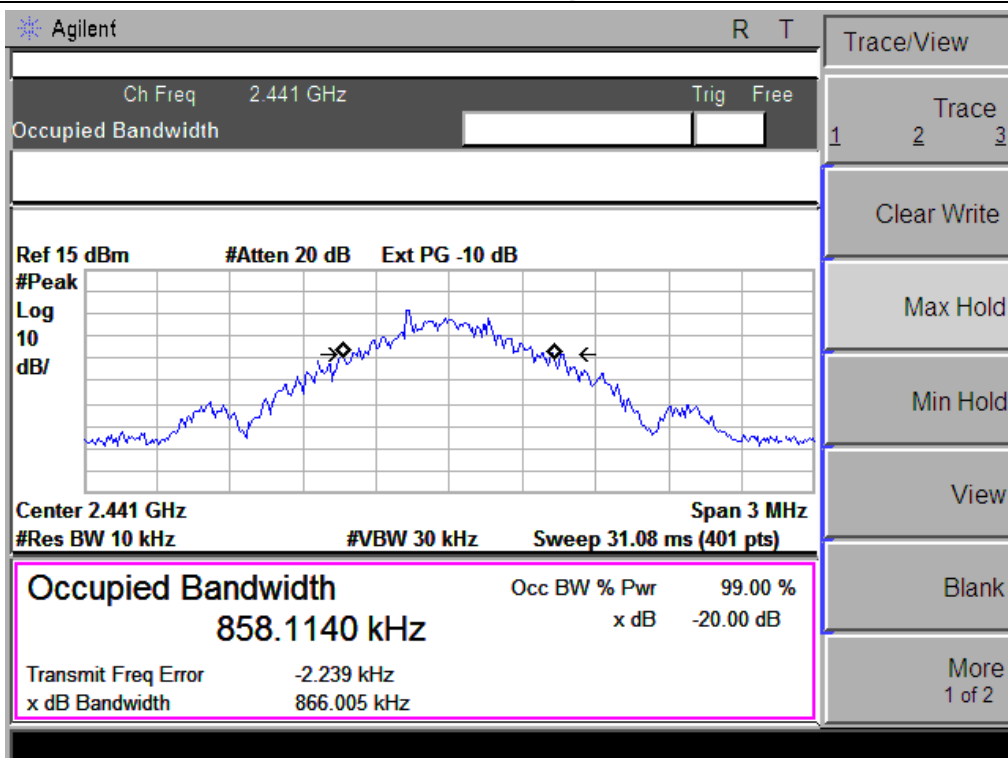 Agilent R T
Ch Freq 2.441 GHz Trig Free
Occupied Bandwidth
Ref 15 dBm #Atten 20 dB Ext PG -10 dB
#Peak
Log
10
dB/
Center 2.441 GHz Span 3 MHz
#Res BW 10 kHz #VBW 30 kHz Sweep 31.08 ms (401 pts)
Occupied Bandwidth Occ BW % Pwr 99.00 %
858.1140 kHz x dB -20.00 dB
Transmit Freq Error -2.239 kHz
x dB Bandwidth 866.005 kHz
Trace/View
Trace
1 2 3
Clear Write
Max Hold
Min Hold
View
Blank
More
1 of 2